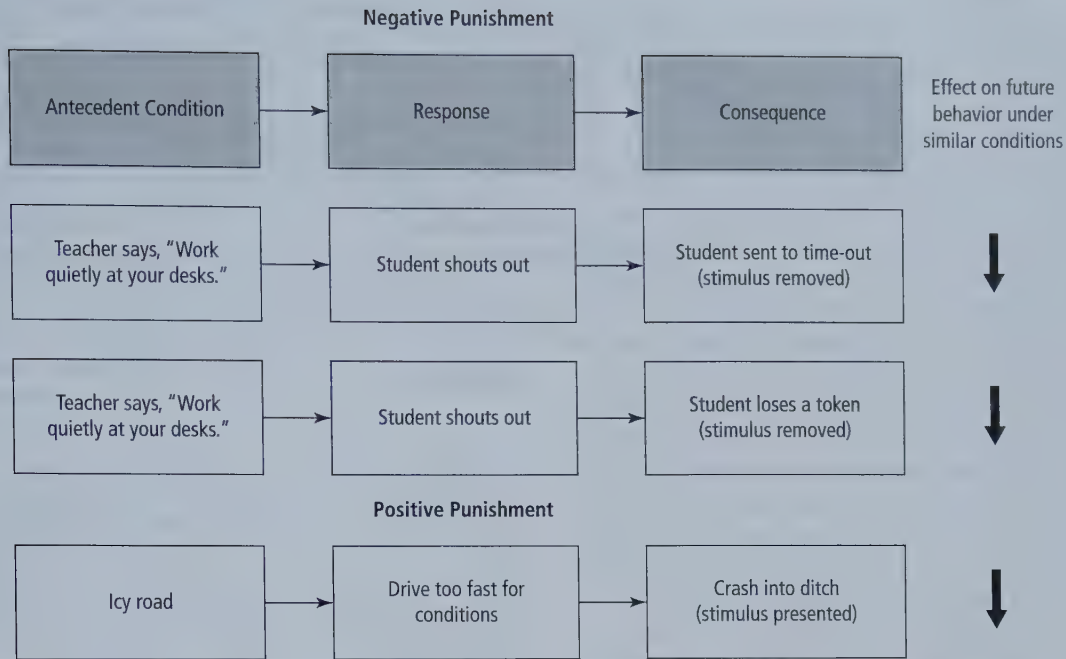 Negative Punishment
Antecedent Condition
Response
Consequence
Effect on future
behavior under
similar conditions
Teacher says, “Work
quietly at your desks.”
Student shouts out
Student sent to time-out
(stimulus removed)
Teacher says, “Work
quietly at your desks.”
Student shouts out
Student loses a token
(stimulus removed)
Positive Punishment
Icy road
Drive too fast for
conditions
Crash into ditch
(stimulus presented)